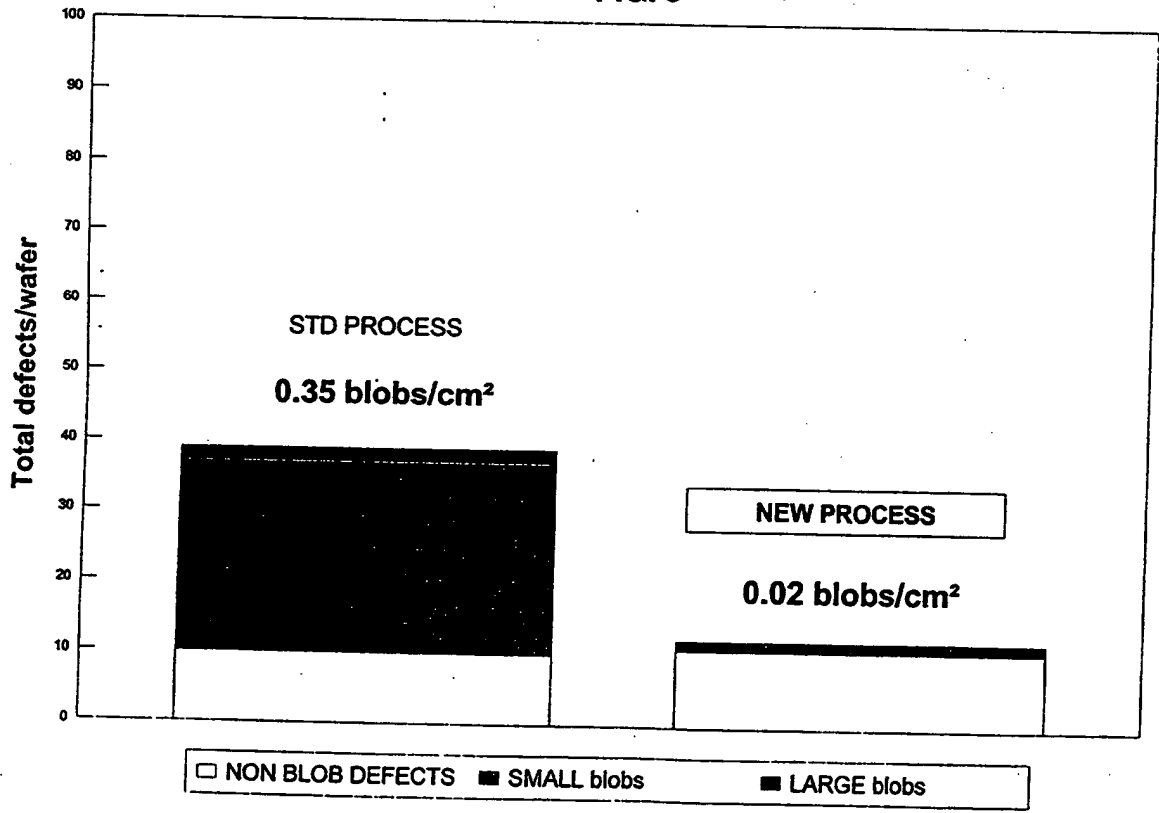 100
90
80
70
60
50
40
30
20
10
0
Total defects/wafer
STD PROCESS
0.35 blobs/cm²
NEW PROCESS
0.02 blobs/cm²
NON BLOB DEFECTS SMALL blobs LARGE blobs